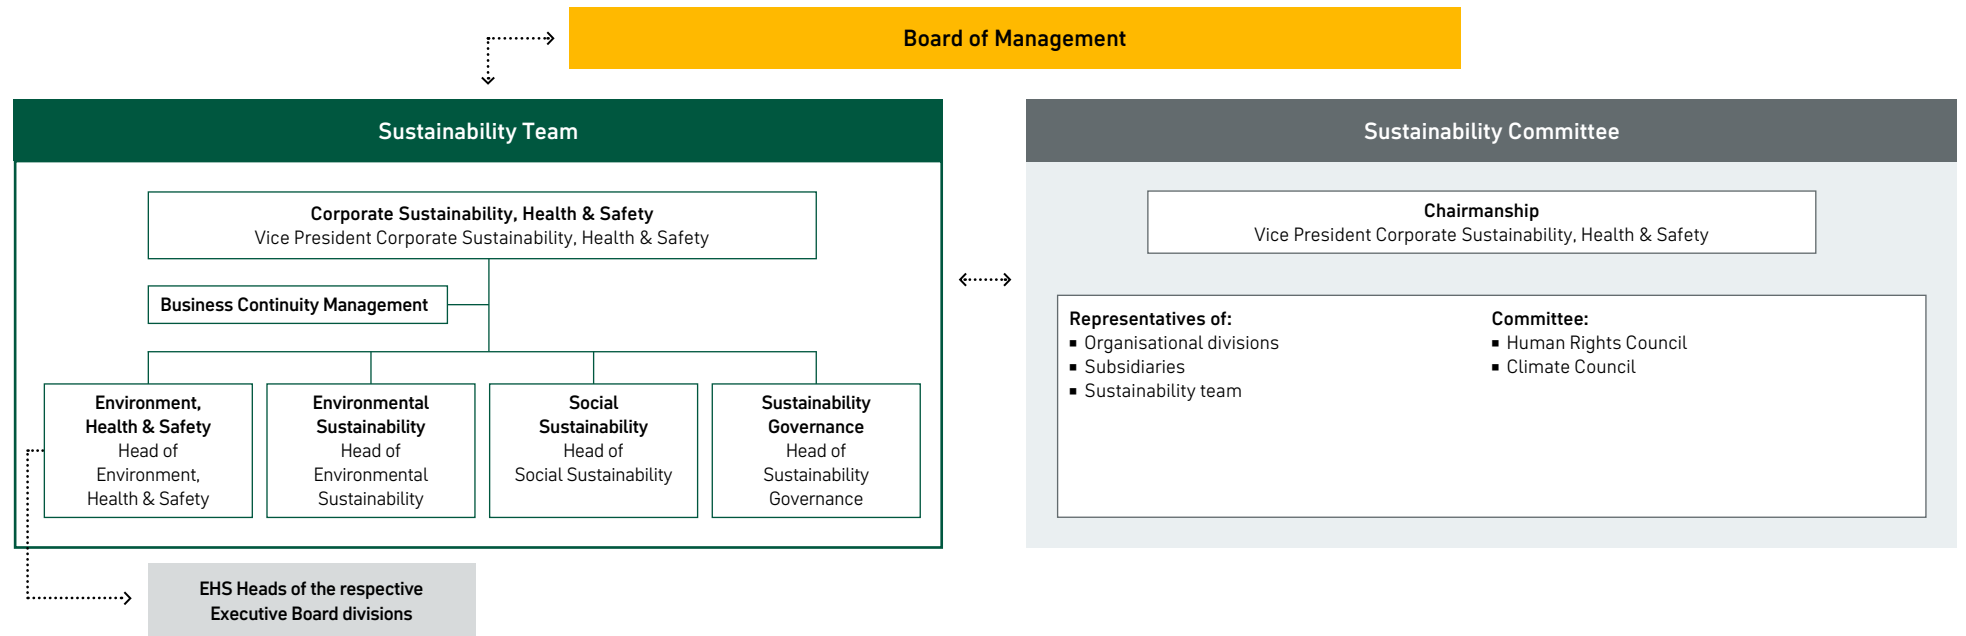 Board of Management
Sustainability Team
Corporate Sustainability, Health & Safety
Vice President Corporate Sustainability, Health & Safety
Business Continuity Management
Environment,
Health & Safety
Head of
Environment,
Health & Safety
Environmental
Sustainability
Head of
Environmental
Sustainability
Social
Sustainability
Head of
Social Sustainability
Sustainability
Governance
Head of
Sustainability
Governance
EHS Heads of the respective
Executive Board divisions
Sustainability Committee
Chairmanship
Vice President Corporate Sustainability, Health & Safety
Representatives of:
▪ Organisational divisions
▪ Subsidiaries
▪ Sustainability team
Committee:
▪ Human Rights Council
▪ Climate Council